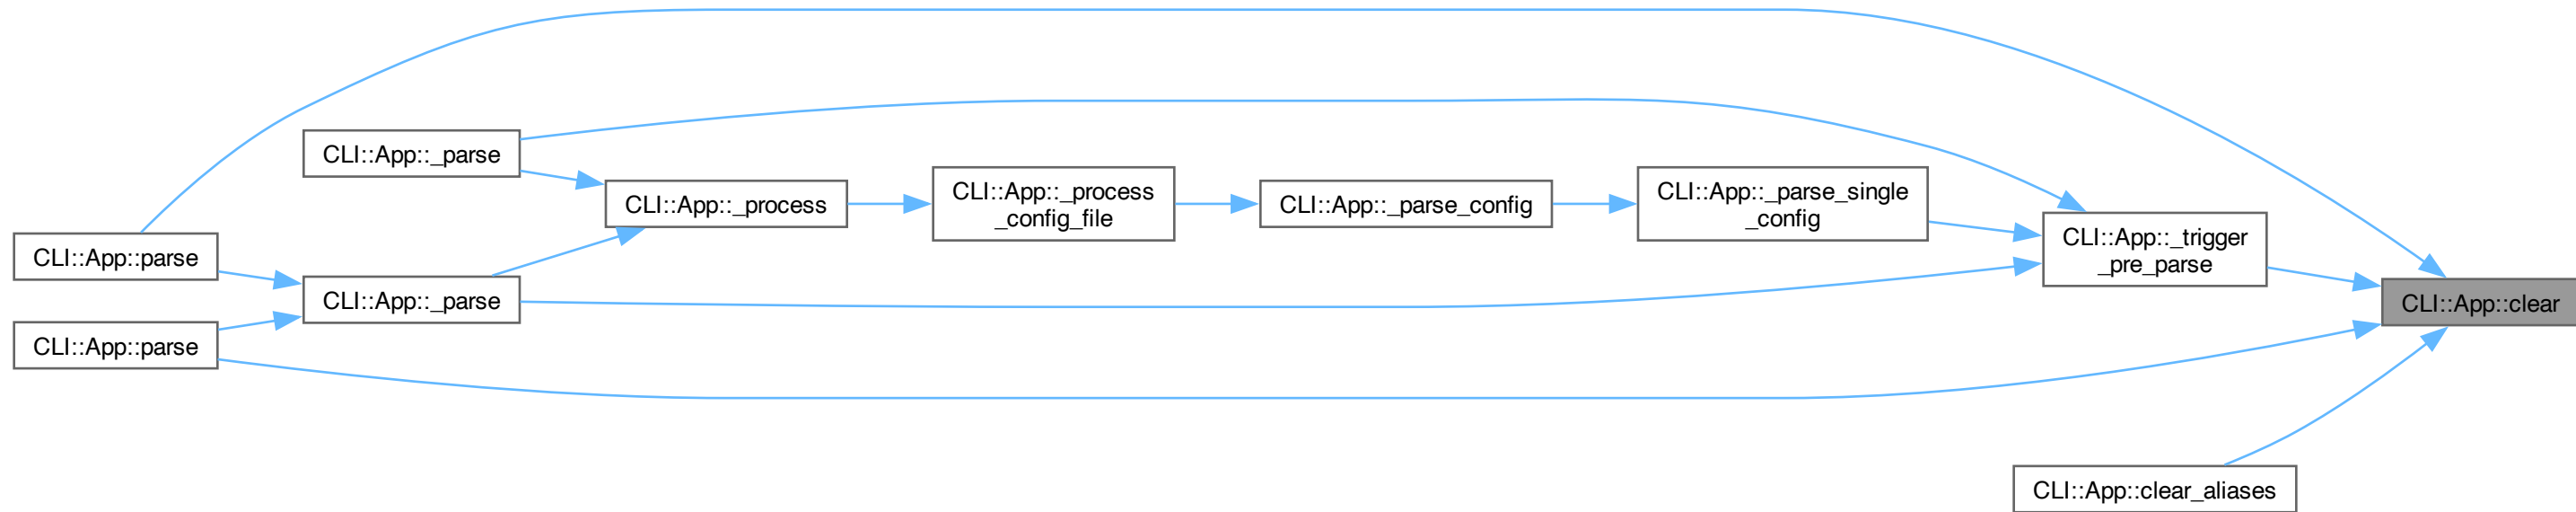 CLI::App::_parse
CLI::App::_process
CLI::App::_process
_config_file
CLI::App::_parse_config
CLI::App::_parse_single
_config
CLI::App::_trigger
_pre_parse
CLI::App::parse
CLI::App::_parse
CLI::App::clear
CLI::App::parse
CLI::App::clear_aliases